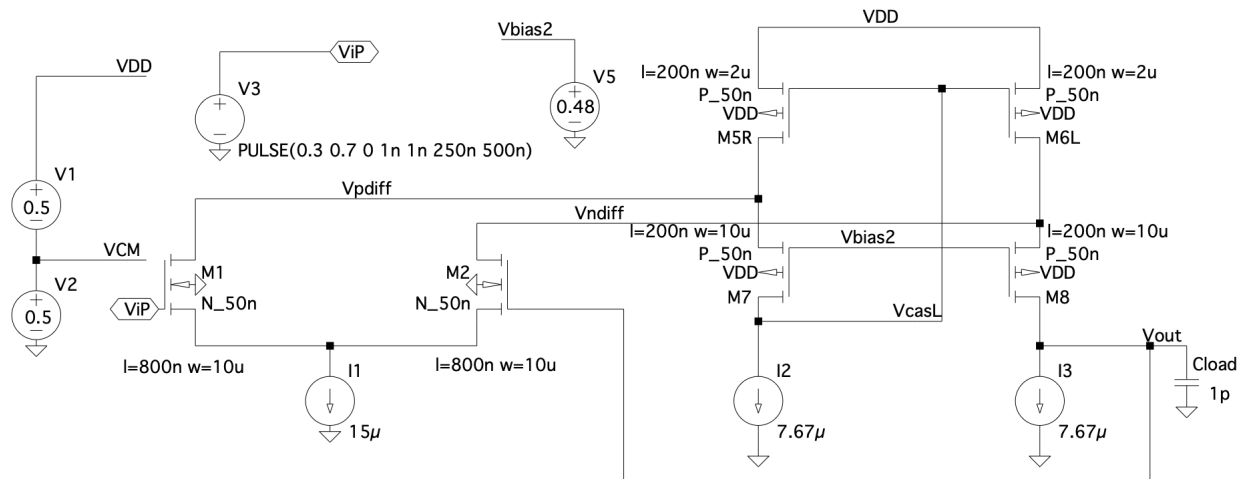 VDD
Vbias2
ViP
VDD
V3
V5
0.48
l=200n w=2u
l=200n w=2u
P_50n
P_50n
VDD
VDD
M5R
M6L
PULSE(0.3 0.7 0 1n 1n 250n 500n)
V1
0.5
Vpdiff
Vndiff
l=200n w=10u
l=200n w=10u
VCM
Vbias2
P_50n
P_50n
M1
M2
VDD
VDD
V2
0.5
ViP
N_50n
N_50n
M7
M8
VcasL
Vout
l=800n w=10u
l=800n w=10u
I1
I2
I3
Cload
1p
15µ
7.67µ
7.67µ